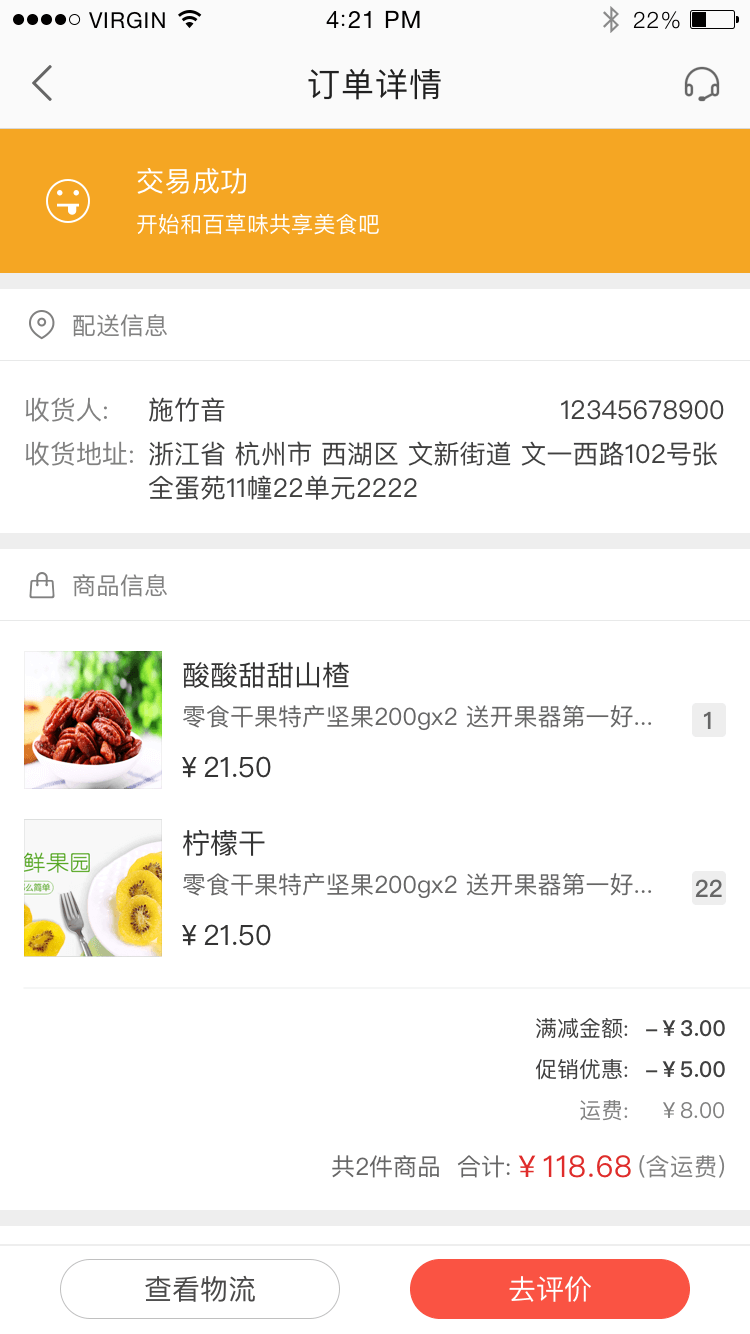 VIRGIN 4:21 PM 22%
订单详情
交易成功
开始和百草味共享美食吧
配送信息
收货人: 施竹音 12345678900
收货地址: 浙江省 杭州市 西湖区 文新街道 文一西路102号张
全蛋苑11幢22单元2222
商品信息
酸酸甜甜山楂
零食干果特产坚果200gx2 送开果器第一好... 1
¥ 21.50
鲜果园
么简单
柠檬干
零食干果特产坚果200gx2 送开果器第一好... 22
¥ 21.50
满减金额: –¥3.00
促销优惠: –¥5.00
运费: ¥8.00
共2件商品 合计: ¥118.68 (含运费)
查看物流 去评价